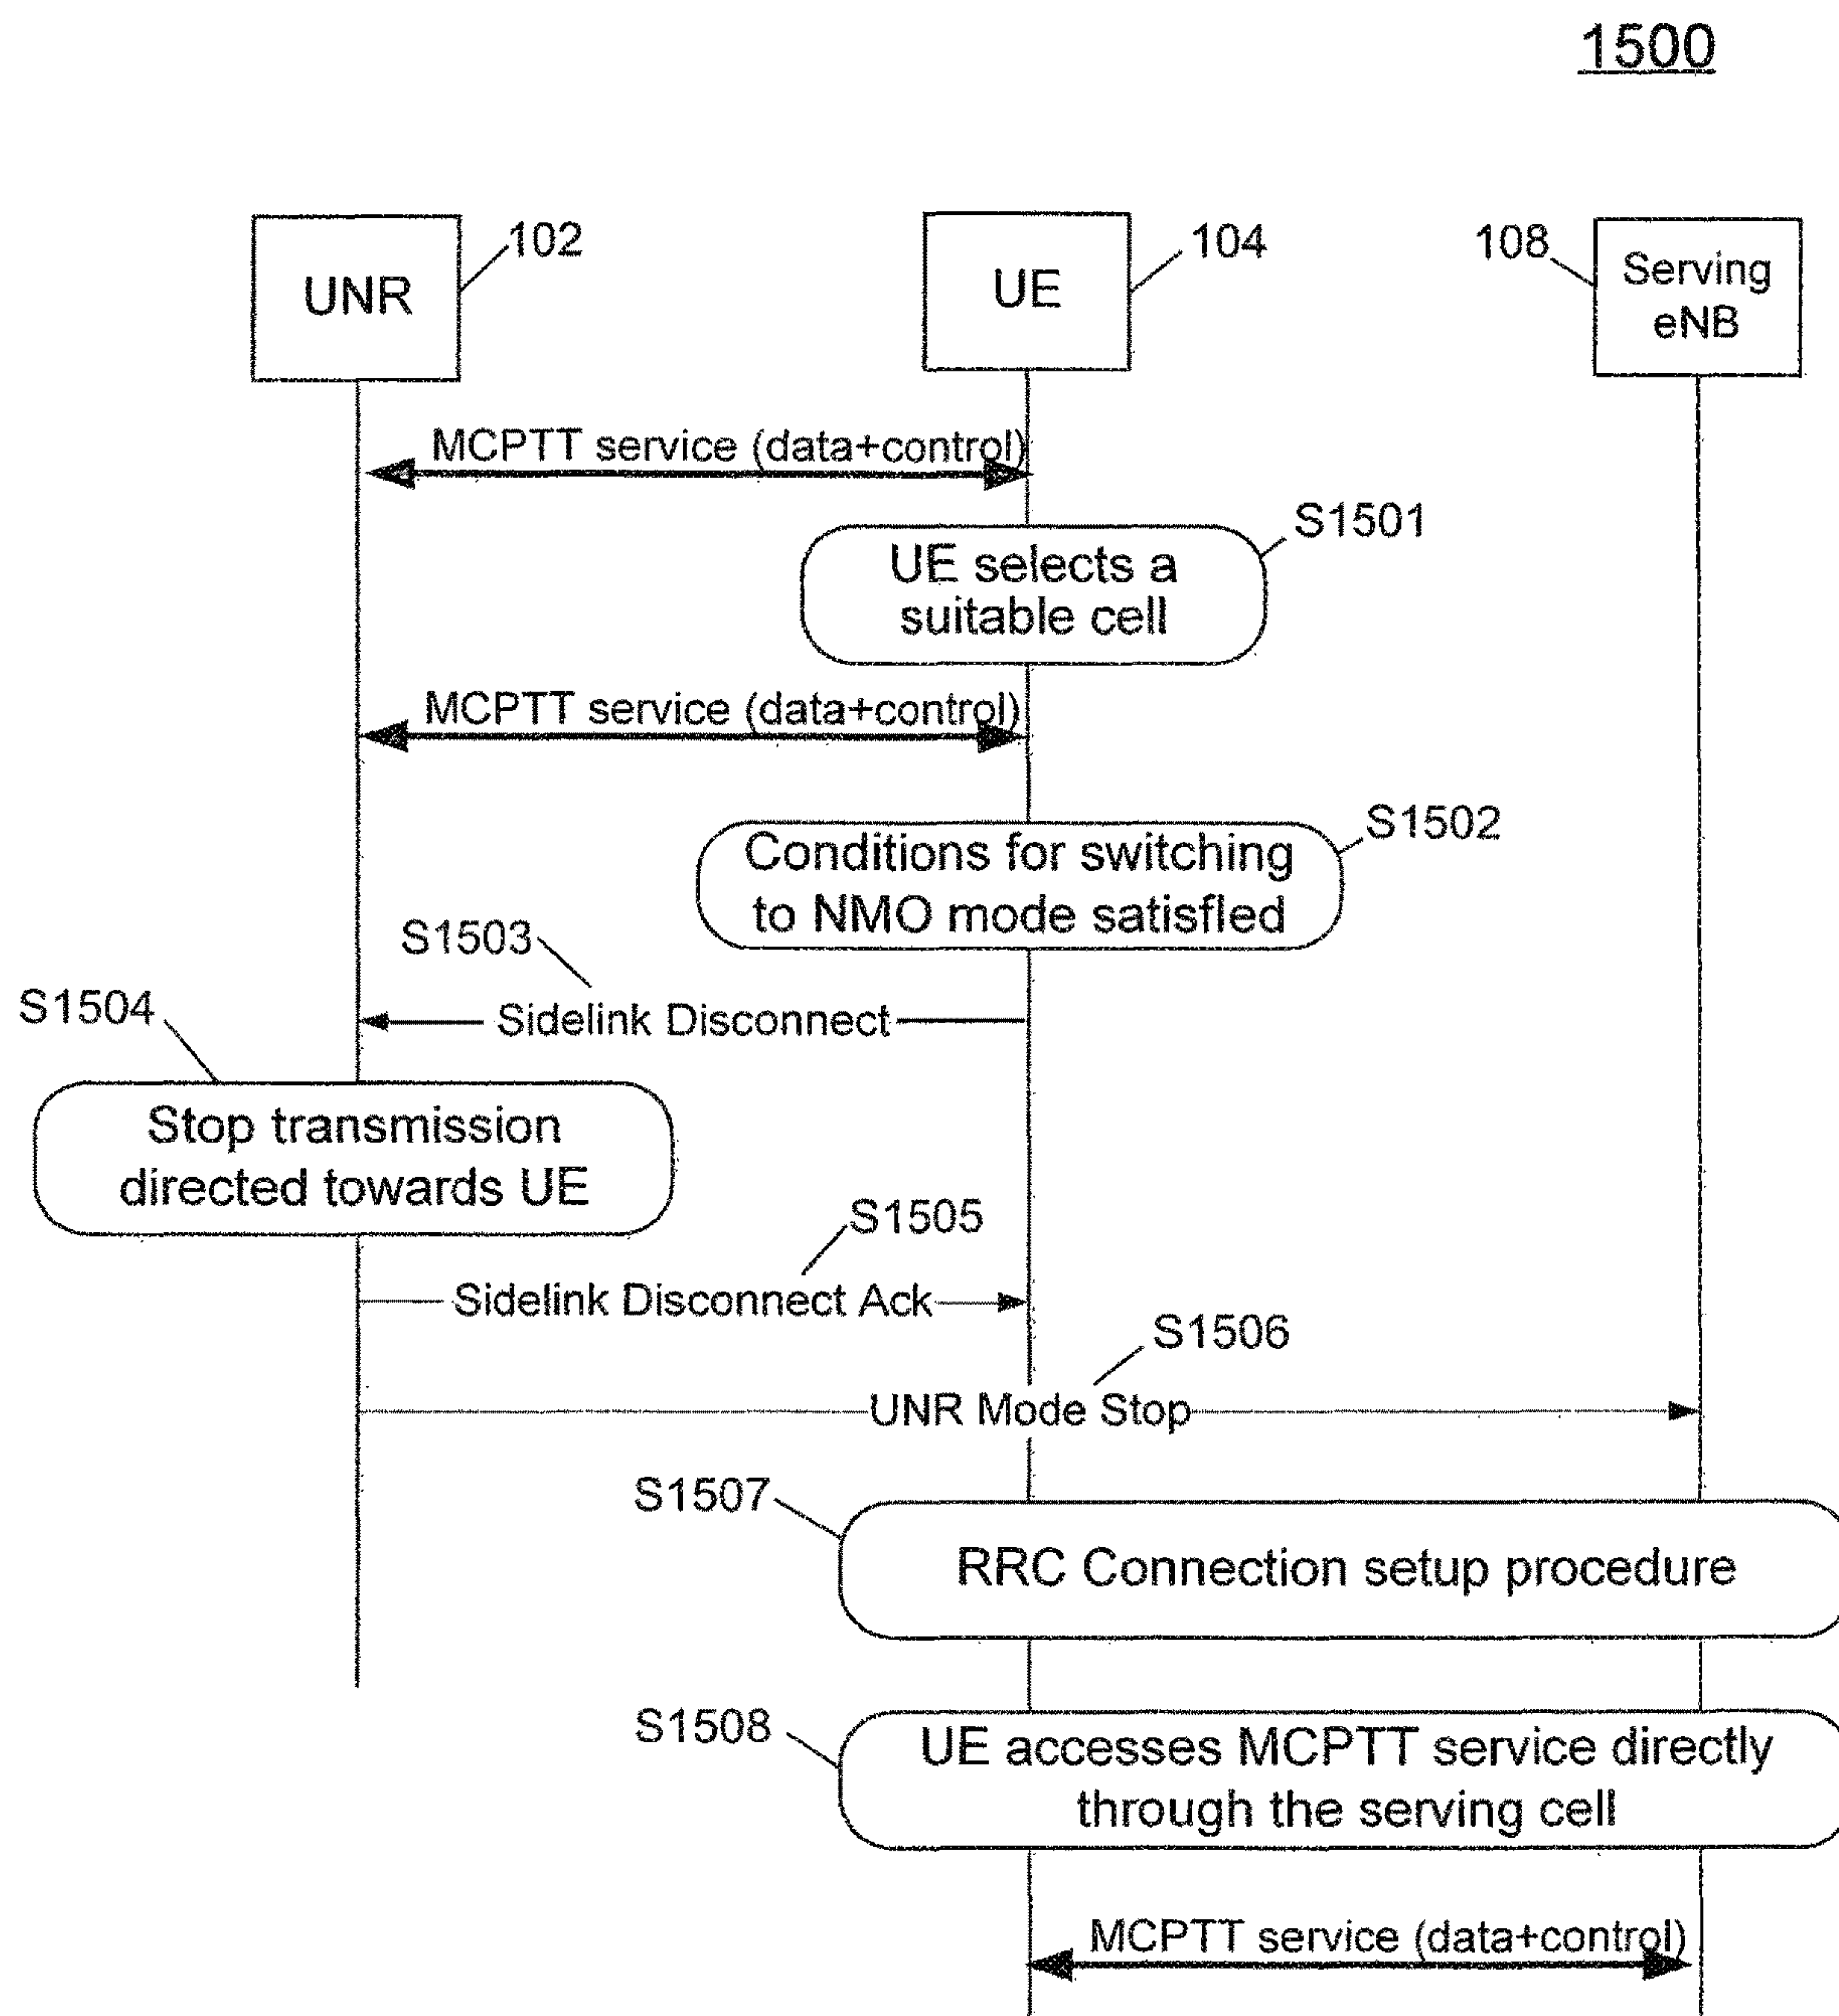 1500
UNR
102
UE
104
108
Serving
eNB
MCPTT service (data+control)
S1501
UE selects a
suitable cell
MCPTT service (data+control)
S1502
Conditions for switching
to NMO mode satisfied
S1503
Sidelink Disconnect
S1504
Stop transmission
directed towards UE
S1505
Sidelink Disconnect Ack
S1506
UNR Mode Stop
S1507
RRC Connection setup procedure
S1508
UE accesses MCPTT service directly
through the serving cell
MCPTT service (data+control)